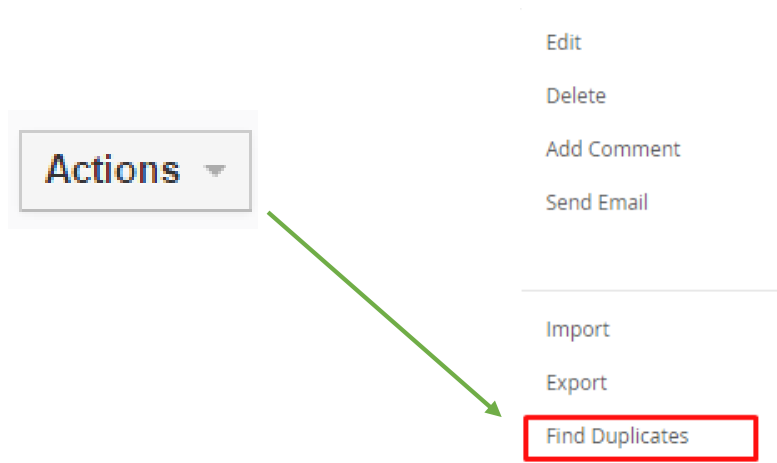 Actions
Edit
Delete
Add Comment
Send Email
Import
Export
Find Duplicates